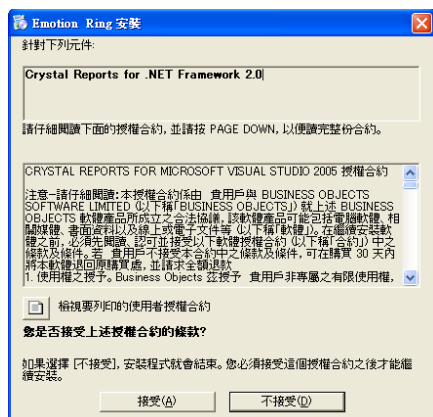 Emotion Ring 安裝
針對下列元件:
Crystal Reports for .NET Framework 2.0
請仔細閱讀下面的授權合約, 並請按 PAGE DOWN, 以便讀完整份合約。
CRYSTAL REPORTS FOR MICROSOFT VISUAL STUDIO 2005 授權合約
注意-請仔細閱讀: 本授權合約係由 貴用戶與 BUSINESS OBJECTS
SOFTWARE LIMITED (以下稱「BUSINESS OBJECTS」) 就上述 BUSINESS
OBJECTS 軟體產品所成立之合法協議, 該軟體產品可能包括電腦軟體、相
關媒體、書面資料以及線上或電子文件等 (以下稱「軟體」)。在繼續安裝軟
體之前, 必須先閱讀、認可並接受以下軟體授權合約 (以下稱「合約」) 中之
條款及條件。若 貴用戶不接受本合約中之條款及條件, 可在購買 30 天內
將本軟體退回原購買處, 並請求全額退款
1. 使用權之授予。Business Objects 茲授予 貴用戶非專屬之有限使用權,
檢視要列印的使用者授權合約
您是否接受上述授權合約的條款?
如果選擇 [不接受], 安裝程式就會結束。您必須接受這個授權合約之後才能繼
續安裝。
接受(A)
不接受(D)